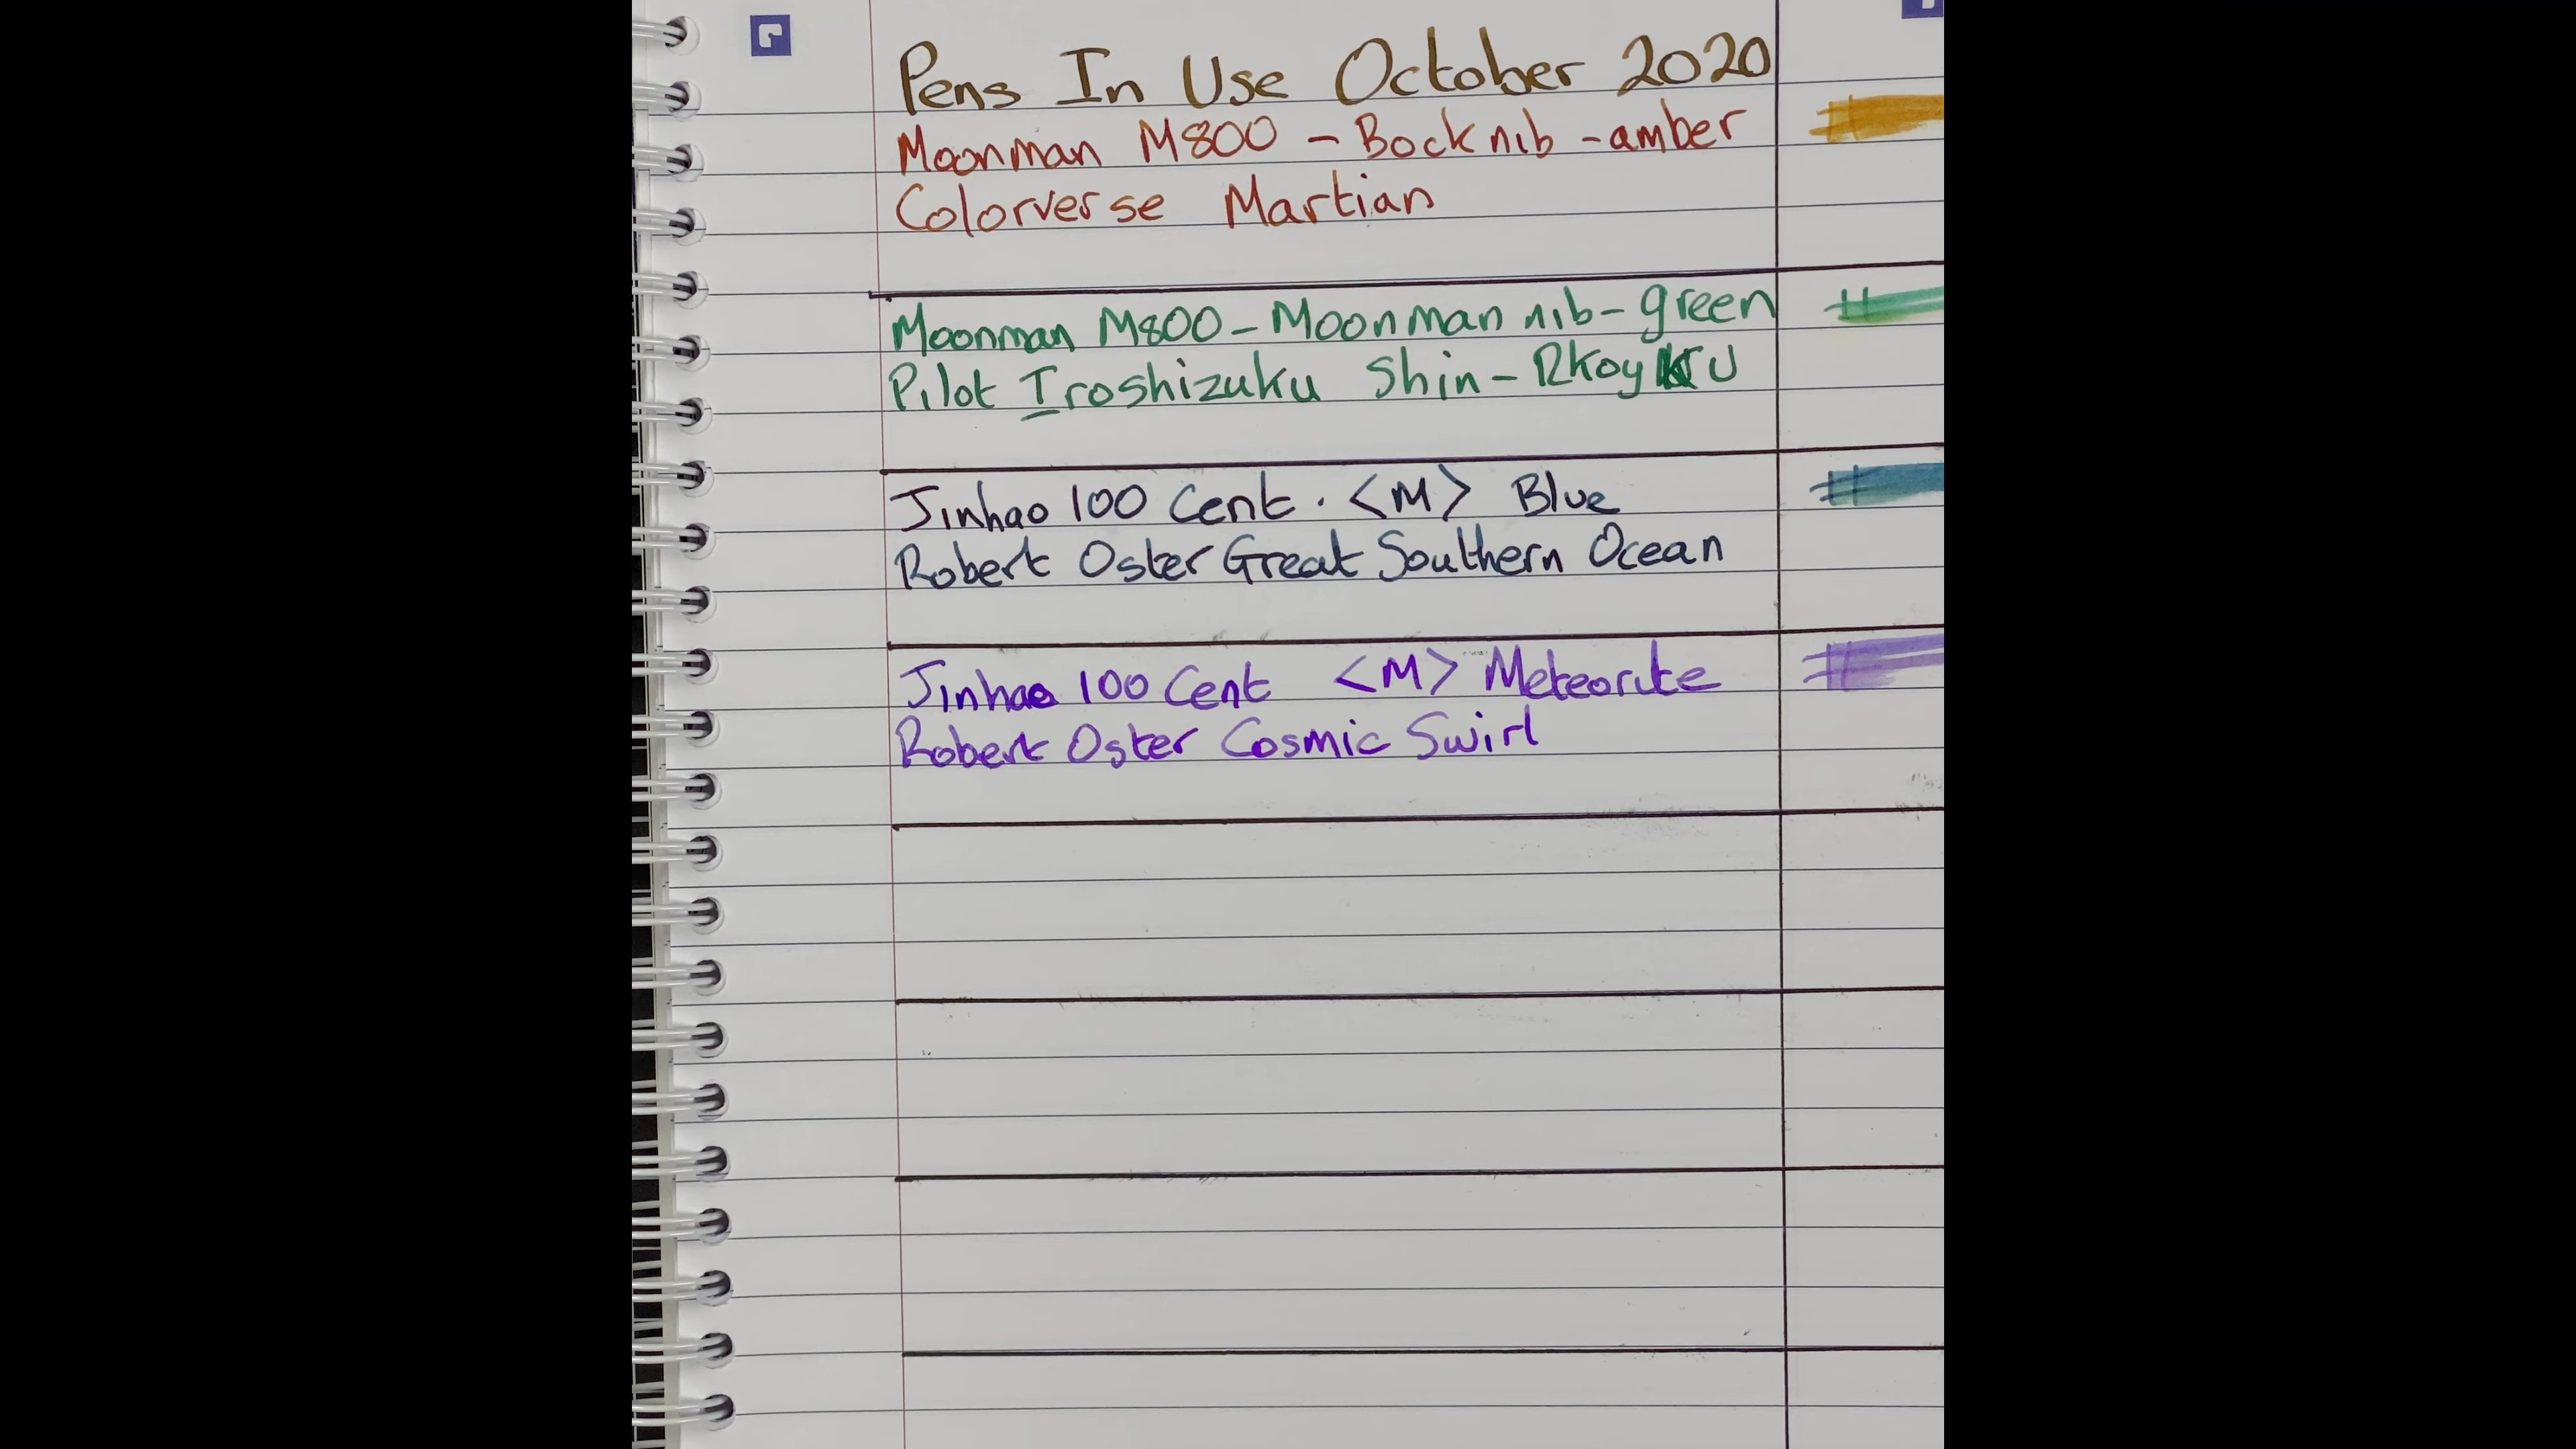 Pens In Use October 2020
Moonman M800 - Bock nib - amber
Colorverse Martian
Moonman M800 - Moonman nib - green
Pilot Iroshizuku Shin-Rkoyku
Jinhao 100 Cent. <M> Blue
Robert Oster Great Southern Ocean
Jinhao 100 Cent <M> Meteorite
Robert Oster Cosmic Swirl